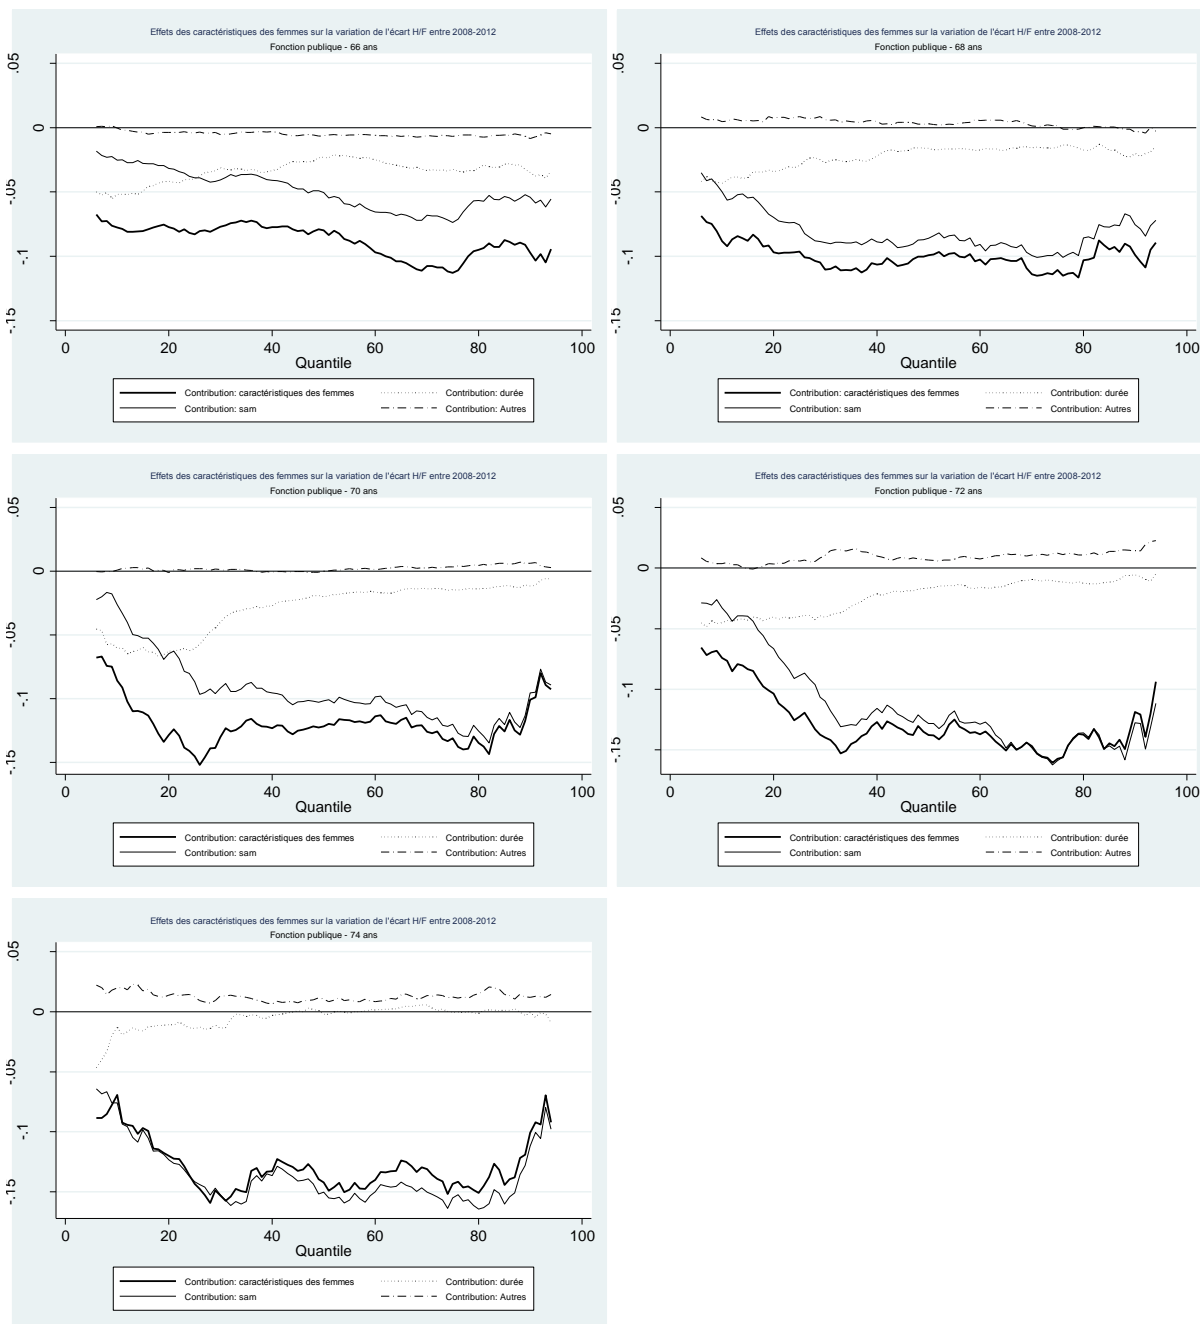 Effets des caractéristiques des femmes sur la variation de l'écart H/F entre 2008-2012
Fonction publique - 66 ans
.05
0
-.05
-.1
-.15
0 20 40 60 80 100
Quantile
Contribution: caractéristiques des femmes Contribution: durée
Contribution: sam Contribution: Autres
Effets des caractéristiques des femmes sur la variation de l'écart H/F entre 2008-2012
Fonction publique - 68 ans
.05
0
-.05
-.1
-.15
0 20 40 60 80 100
Quantile
Contribution: caractéristiques des femmes Contribution: durée
Contribution: sam Contribution: Autres
Effets des caractéristiques des femmes sur la variation de l'écart H/F entre 2008-2012
Fonction publique - 70 ans
.05
0
-.05
-.1
-.15
0 20 40 60 80 100
Quantile
Contribution: caractéristiques des femmes Contribution: durée
Contribution: sam Contribution: Autres
Effets des caractéristiques des femmes sur la variation de l'écart H/F entre 2008-2012
Fonction publique - 72 ans
.05
0
-.05
-.1
-.15
0 20 40 60 80 100
Quantile
Contribution: caractéristiques des femmes Contribution: durée
Contribution: sam Contribution: Autres
Effets des caractéristiques des femmes sur la variation de l'écart H/F entre 2008-2012
Fonction publique - 74 ans
.05
0
-.05
-.1
-.15
0 20 40 60 80 100
Quantile
Contribution: caractéristiques des femmes Contribution: durée
Contribution: sam Contribution: Autres